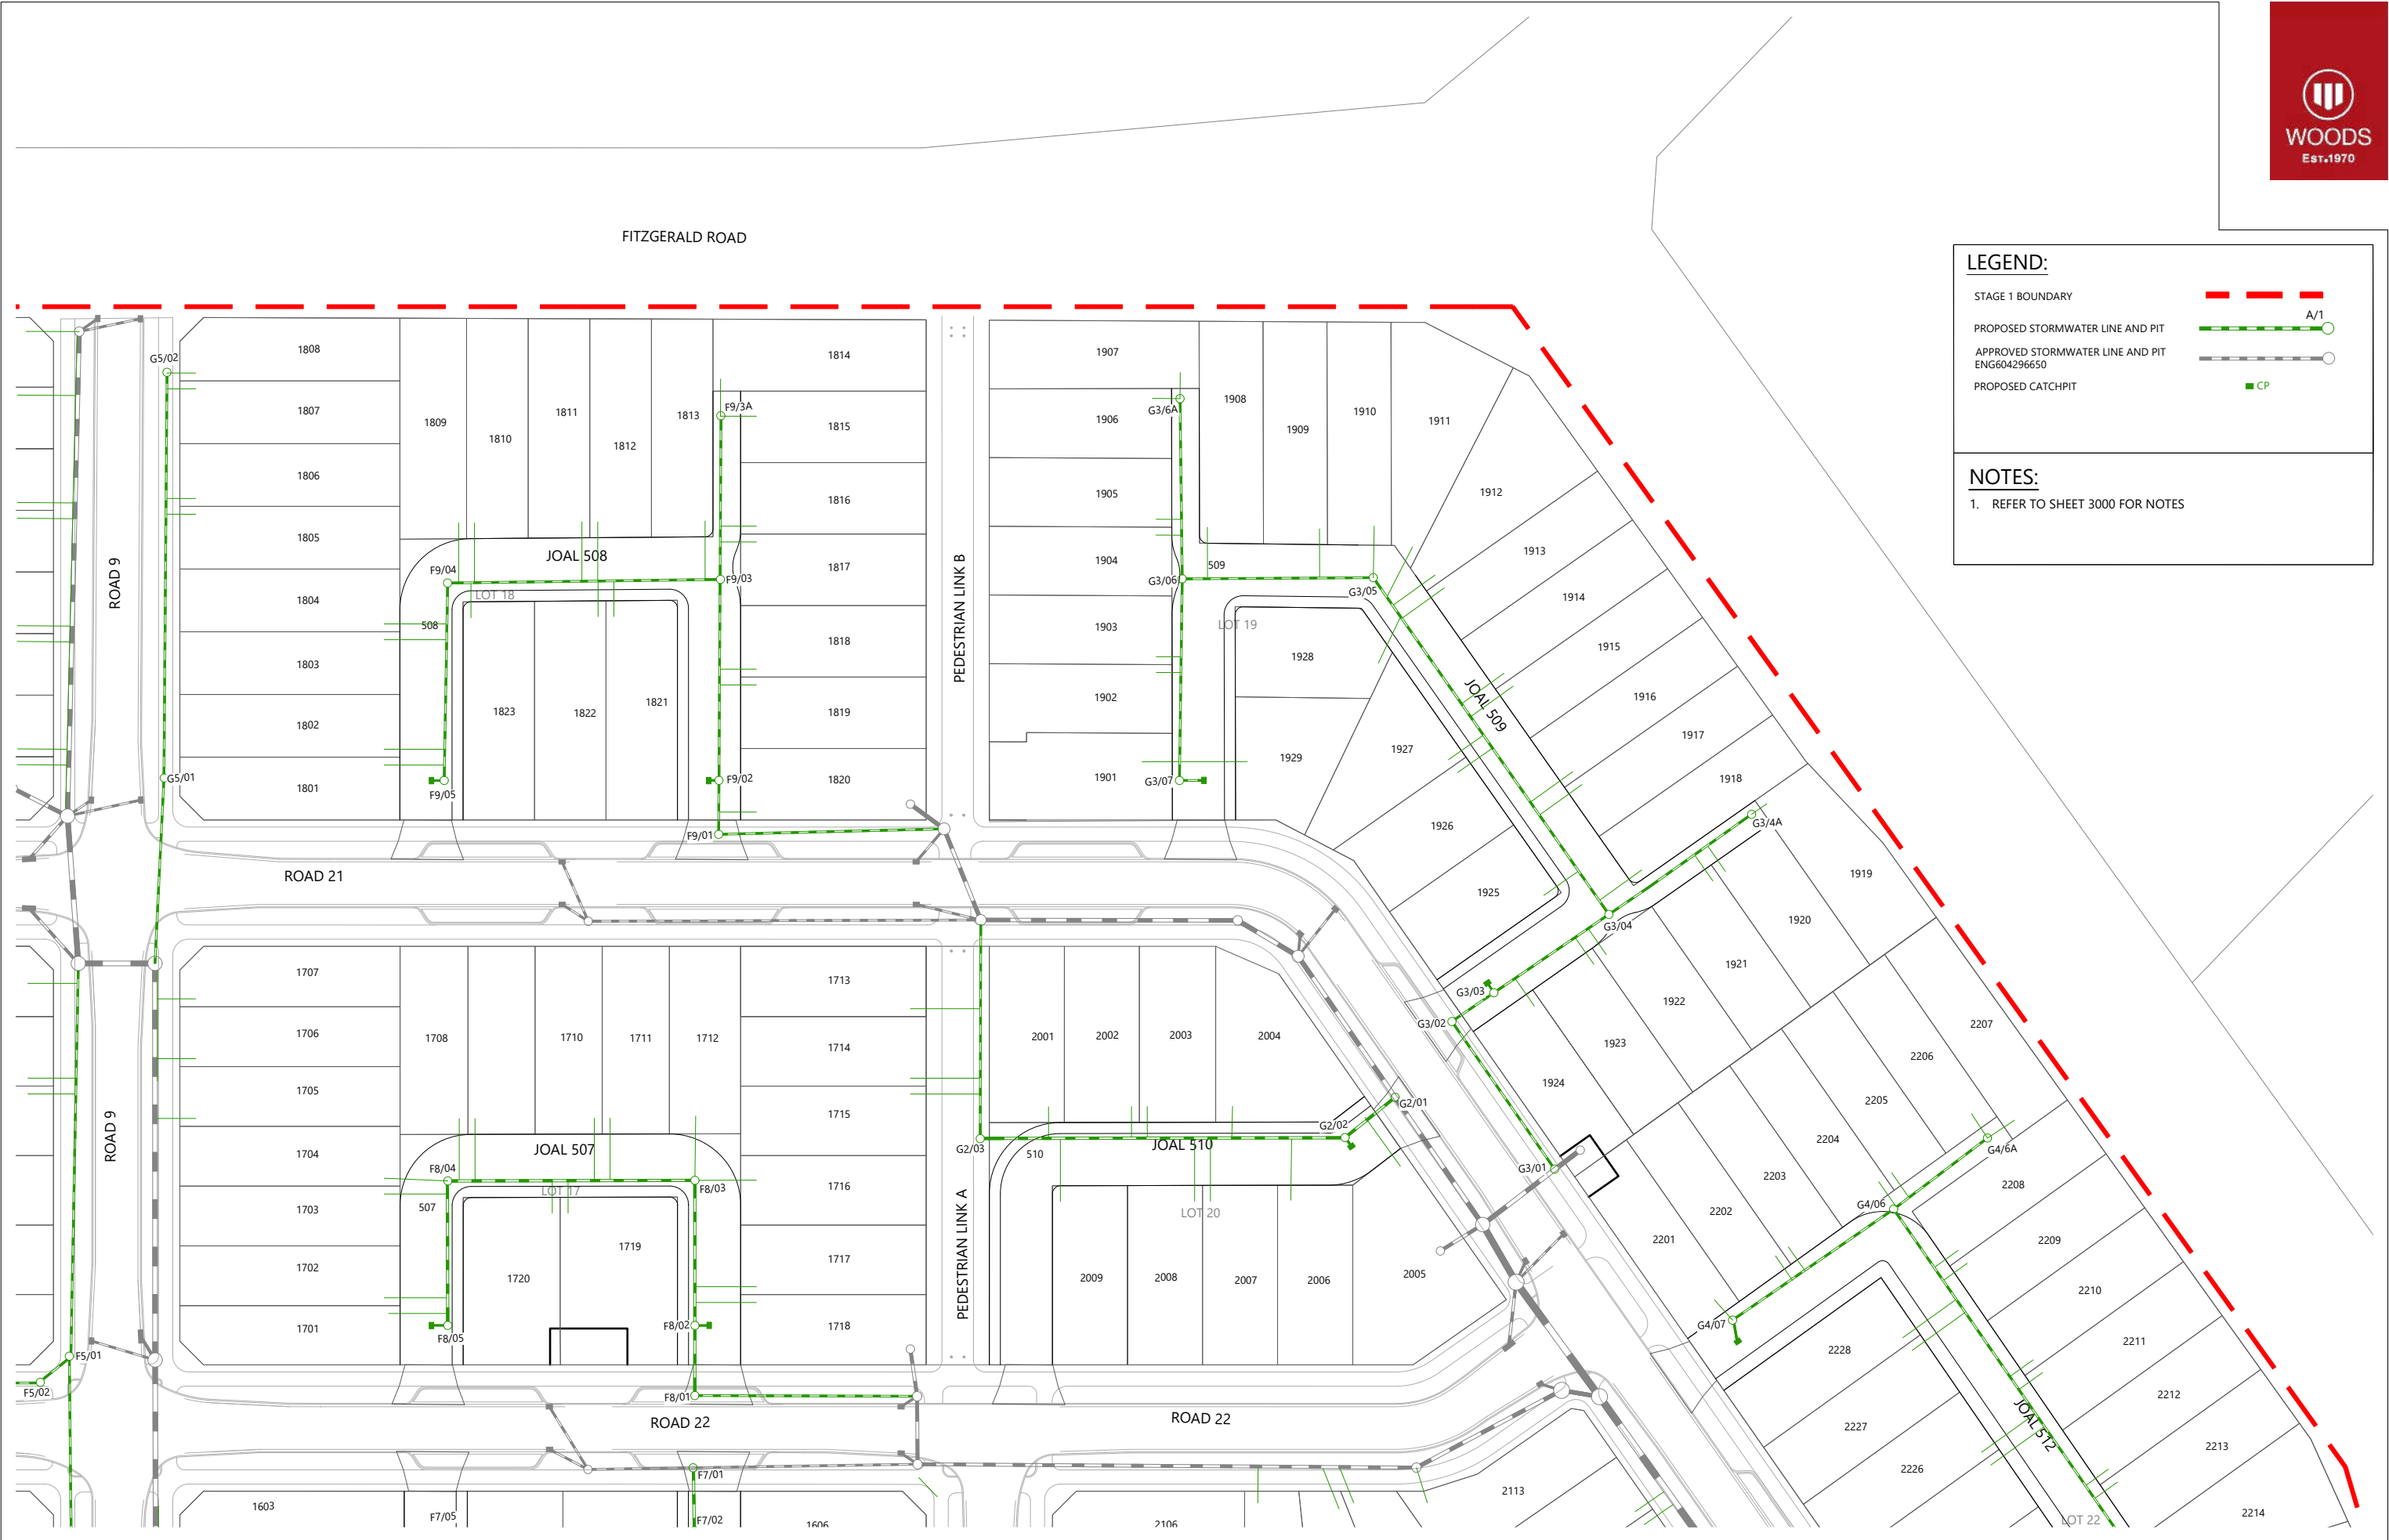 WOODS
EST.1970
FITZGERALD ROAD
LEGEND:
STAGE 1 BOUNDARY
A/1
PROPOSED STORMWATER LINE AND PIT
APPROVED STORMWATER LINE AND PIT
ENG604296650
PROPOSED CATCHPIT
CP
NOTES:
1. REFER TO SHEET 3000 FOR NOTES
G5/02
1808
1807
1806
1805
1804
1803
1802
1801
ROAD 9
G5/01
1809
1810
1811
1812
1813
F9/3A
1814
1815
1816
1817
1818
1819
1820
JOAL 508
F9/04
F9/03
LOT 18
508
1823
1822
1821
F9/05
F9/02
F9/01
PEDESTRIAN LINK B
1907
1906
1905
1904
1903
1902
1901
G3/6A
1908
1909
1910
1911
1912
1913
1914
1915
1916
1917
1918
G3/06
509
G3/05
LOT 19
1928
1929
1927
1926
1925
JOAL 509
G3/07
G3/4A
G3/04
G3/03
G3/02
G3/01
1919
1920
1921
1922
1923
1924
ROAD 21
1707
1706
1705
1704
1703
1702
1701
ROAD 9
1708
1710
1711
1712
1713
1714
1715
1716
1717
1718
JOAL 507
F8/04
F8/03
LOT 17
507
1720
1719
F8/05
F8/02
F8/01
F5/01
F5/02
PEDESTRIAN LINK A
2001
2002
2003
2004
G2/01
G2/02
G2/03
JOAL 510
510
LOT 20
2009
2008
2007
2006
2005
2207
2206
2205
2204
2203
2202
2201
G4/6A
G4/06
G4/07
2208
2209
2210
2211
2212
2213
2214
2228
2227
2226
JOAL 512
LOT 22
ROAD 22
ROAD 22
F7/01
F7/05
F7/02
1603
1606
2106
2113